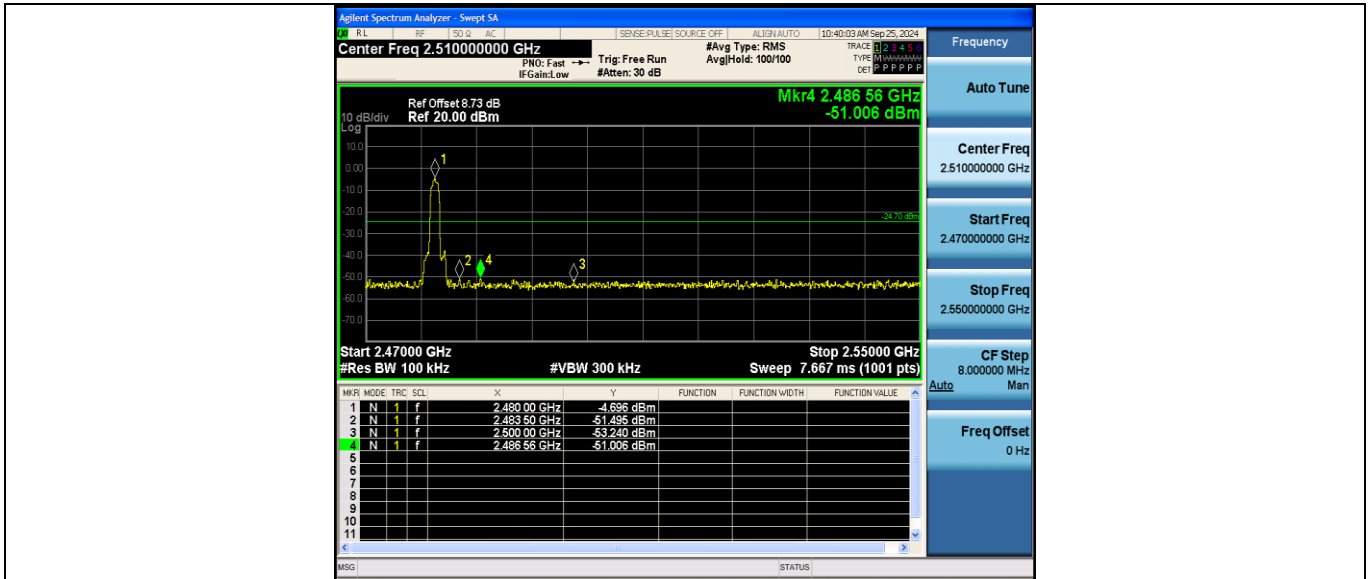 Agilent Spectrum Analyzer - Swept SA
RL RF 50 Ω AC SENSE:PULSE SOURCE OFF ALIGN AUTO 10:40:03 AM Sep 25, 2024
Center Freq 2.510000000 GHz
#Avg Type: RMS
TRACE 1 2 3 4 5 6
PNO: Fast
Trig: Free Run
Avg|Hold: 100/100
TYPE M
IFGain:Low
#Atten: 30 dB
DET P P P P P P
Frequency
Auto Tune
Center Freq
2.510000000 GHz
Start Freq
2.470000000 GHz
Stop Freq
2.550000000 GHz
CF Step
8.000000 MHz
Auto Man
Freq Offset
0 Hz
Mkr4 2.486 56 GHz
-51.006 dBm
Ref Offset 8.73 dB
10 dB/div Ref 20.00 dBm
Log
10.0
0.00
-10.0
-20.0
-30.0
-40.0
-50.0
-60.0
-70.0
1
2
4
3
-24.70 dBm
Start 2.47000 GHz Stop 2.55000 GHz
#Res BW 100 kHz #VBW 300 kHz Sweep 7.667 ms (1001 pts)
MKR MODE TRC SCL X Y FUNCTION FUNCTION WIDTH FUNCTION VALUE
1 N 1 f 2.480 00 GHz -4.696 dBm
2 N 1 f 2.483 50 GHz -51.495 dBm
3 N 1 f 2.500 00 GHz -53.240 dBm
4 N 1 f 2.486 56 GHz -51.006 dBm
5
6
7
8
9
10
11
MSG STATUS